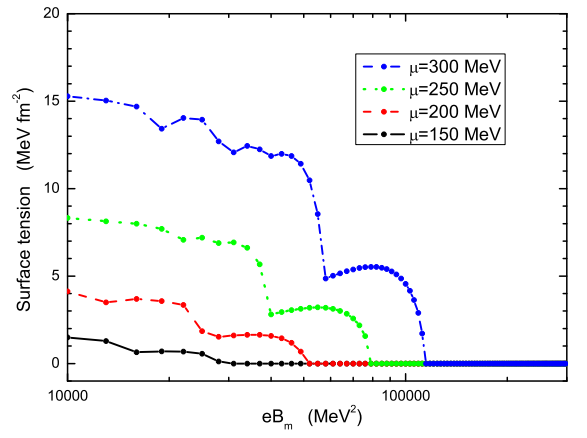 20
15
10
5
0
Surface tension (MeV fm⁻²)
μ=300 MeV
μ=250 MeV
μ=200 MeV
μ=150 MeV
10000 100000
eBₘ (MeV²)